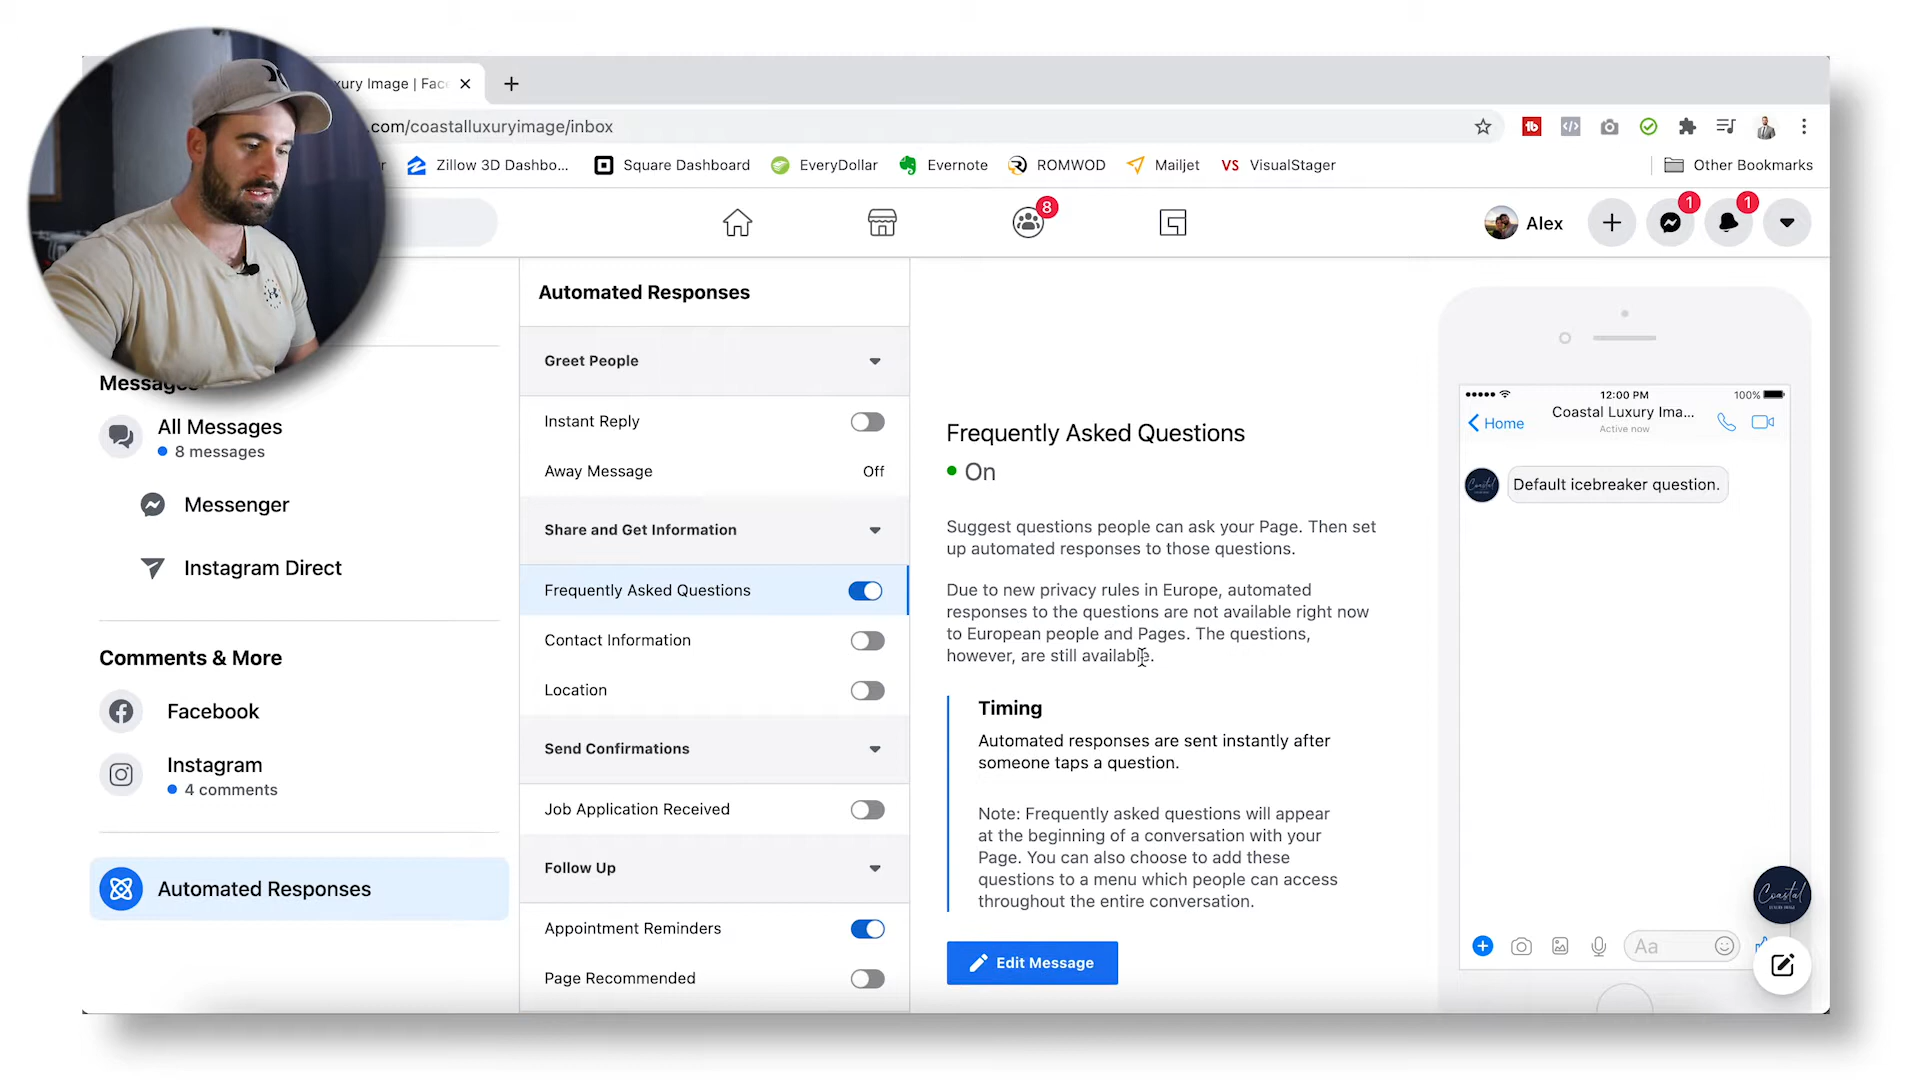 xury Image | Fac
.com/coastalluxuryimage/inbox
Zillow 3D Dashbo...
Square Dashboard
EveryDollar
Evernote
ROMWOD
Mailjet
VS VisualStager
Other Bookmarks
8
Alex
1
1
Messages
All Messages
8 messages
Messenger
Instagram Direct
Comments & More
Facebook
Instagram
4 comments
Automated Responses
Automated Responses
Greet People
Instant Reply
Away Message Off
Share and Get Information
Frequently Asked Questions
Contact Information
Location
Send Confirmations
Job Application Received
Follow Up
Appointment Reminders
Page Recommended
Frequently Asked Questions
On
Suggest questions people can ask your Page. Then set
up automated responses to those questions.
Due to new privacy rules in Europe, automated
responses to the questions are not available right now
to European people and Pages. The questions,
however, are still available.
Timing
Automated responses are sent instantly after
someone taps a question.
Note: Frequently asked questions will appear
at the beginning of a conversation with your
Page. You can also choose to add these
questions to a menu which people can access
throughout the entire conversation.
Edit Message
12:00 PM
100%
Home
Coastal Luxury Ima...
Active now
Default icebreaker question.
Coastal
LUXURY IMAGE
Aa